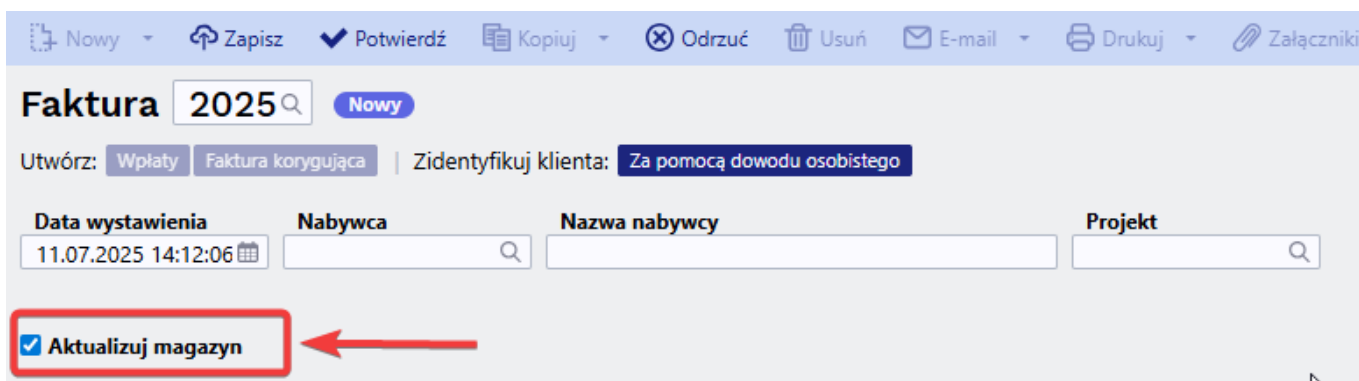 Nowy Zapisz Potwierdź Kopiuj Odrzuć Usuń E-mail Drukuj Załączniki
Faktura 2025 Nowy
Utwórz: Wpłaty Faktura korygująca | Zidentyfikuj klienta: Za pomocą dowodu osobistego
Data wystawienia Nabywca Nazwa nabywcy Projekt
11.07.2025 14:12:06
Aktualizuj magazyn